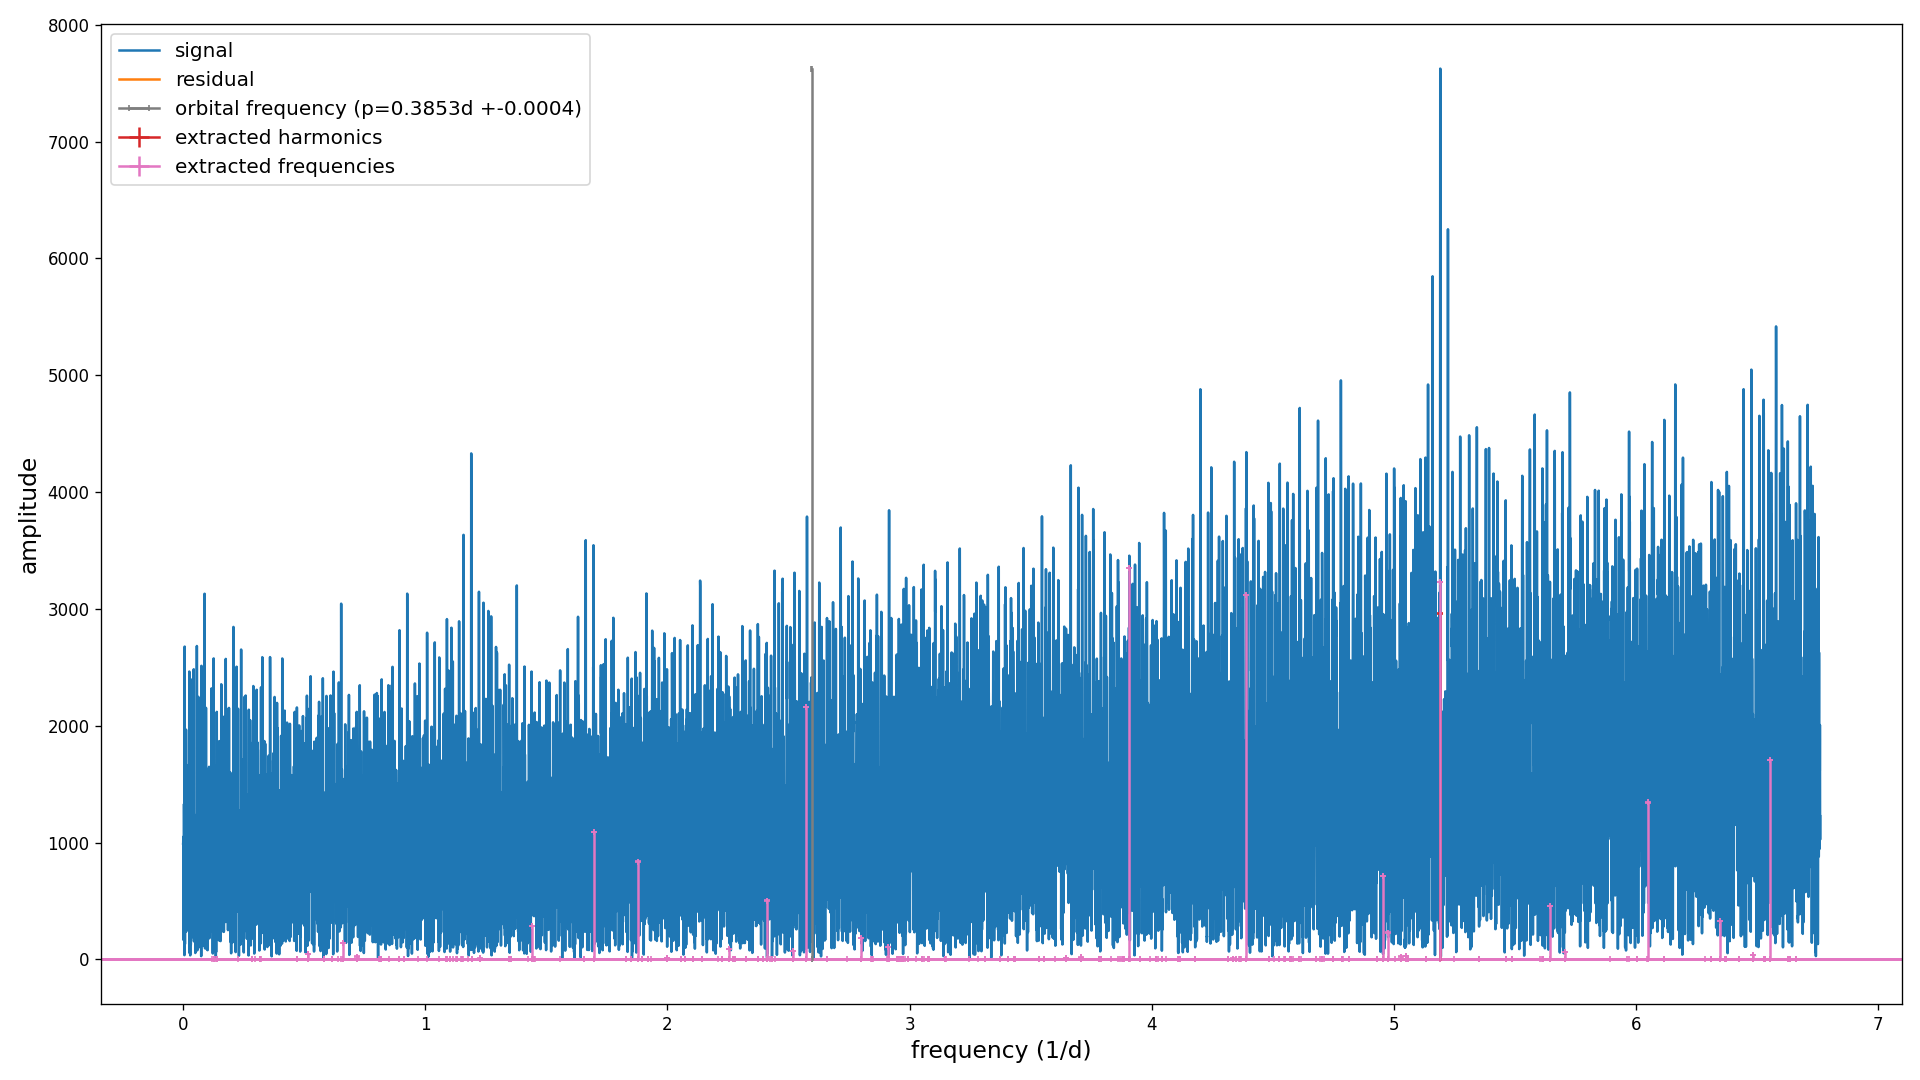 8000
7000
6000
5000
4000
3000
2000
1000
0
amplitude
signal
residual
orbital frequency (p=0.3853d +-0.0004)
extracted harmonics
extracted frequencies
0 1 2 3 4 5 6 7
frequency (1/d)